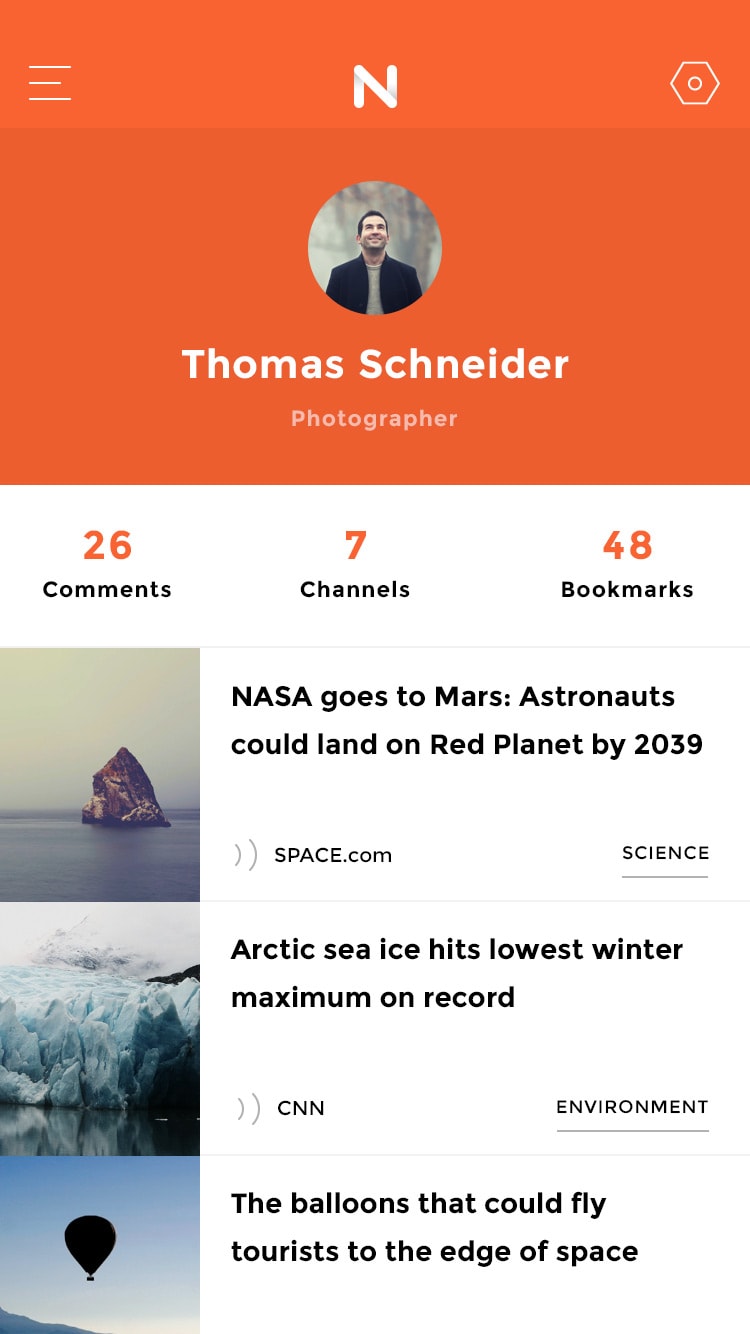 N
Thomas Schneider
Photographer
26
Comments
7
Channels
48
Bookmarks
NASA goes to Mars: Astronauts
could land on Red Planet by 2039
SPACE.com
SCIENCE
Arctic sea ice hits lowest winter
maximum on record
CNN
ENVIRONMENT
The balloons that could fly
tourists to the edge of space